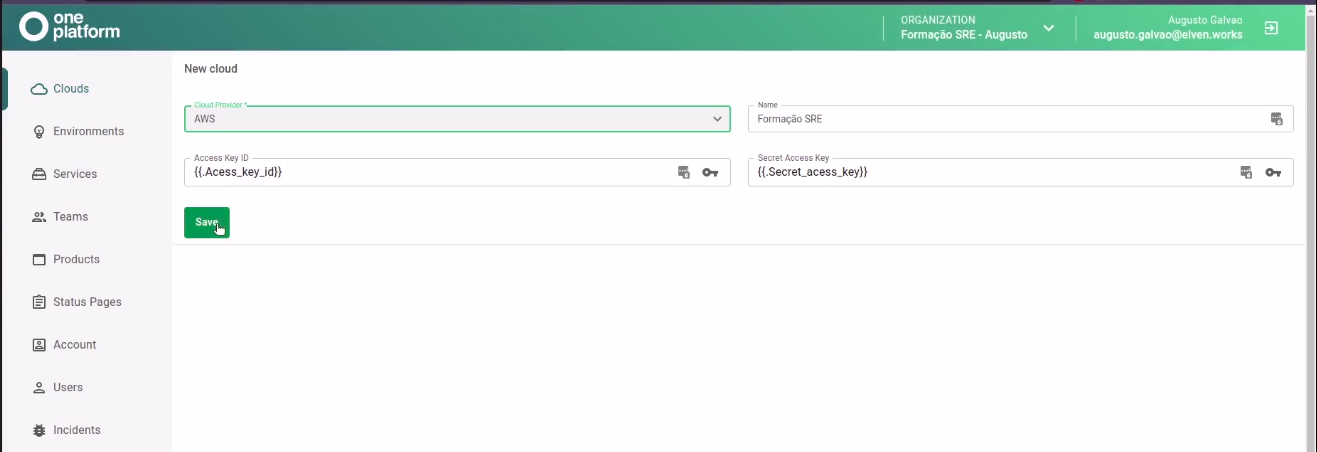 one
platform
ORGANIZATION
Formação SRE - Augusto
Augusto Galvao
augusto.galvao@elven.works
Clouds
Environments
Services
Teams
Products
Status Pages
Account
Users
Incidents
New cloud
Cloud Provider *
AWS
Name
Formação SRE
Access Key ID
{{.Acess_key_id}}
Secret Access Key
{{.Secret_acess_key}}
Save